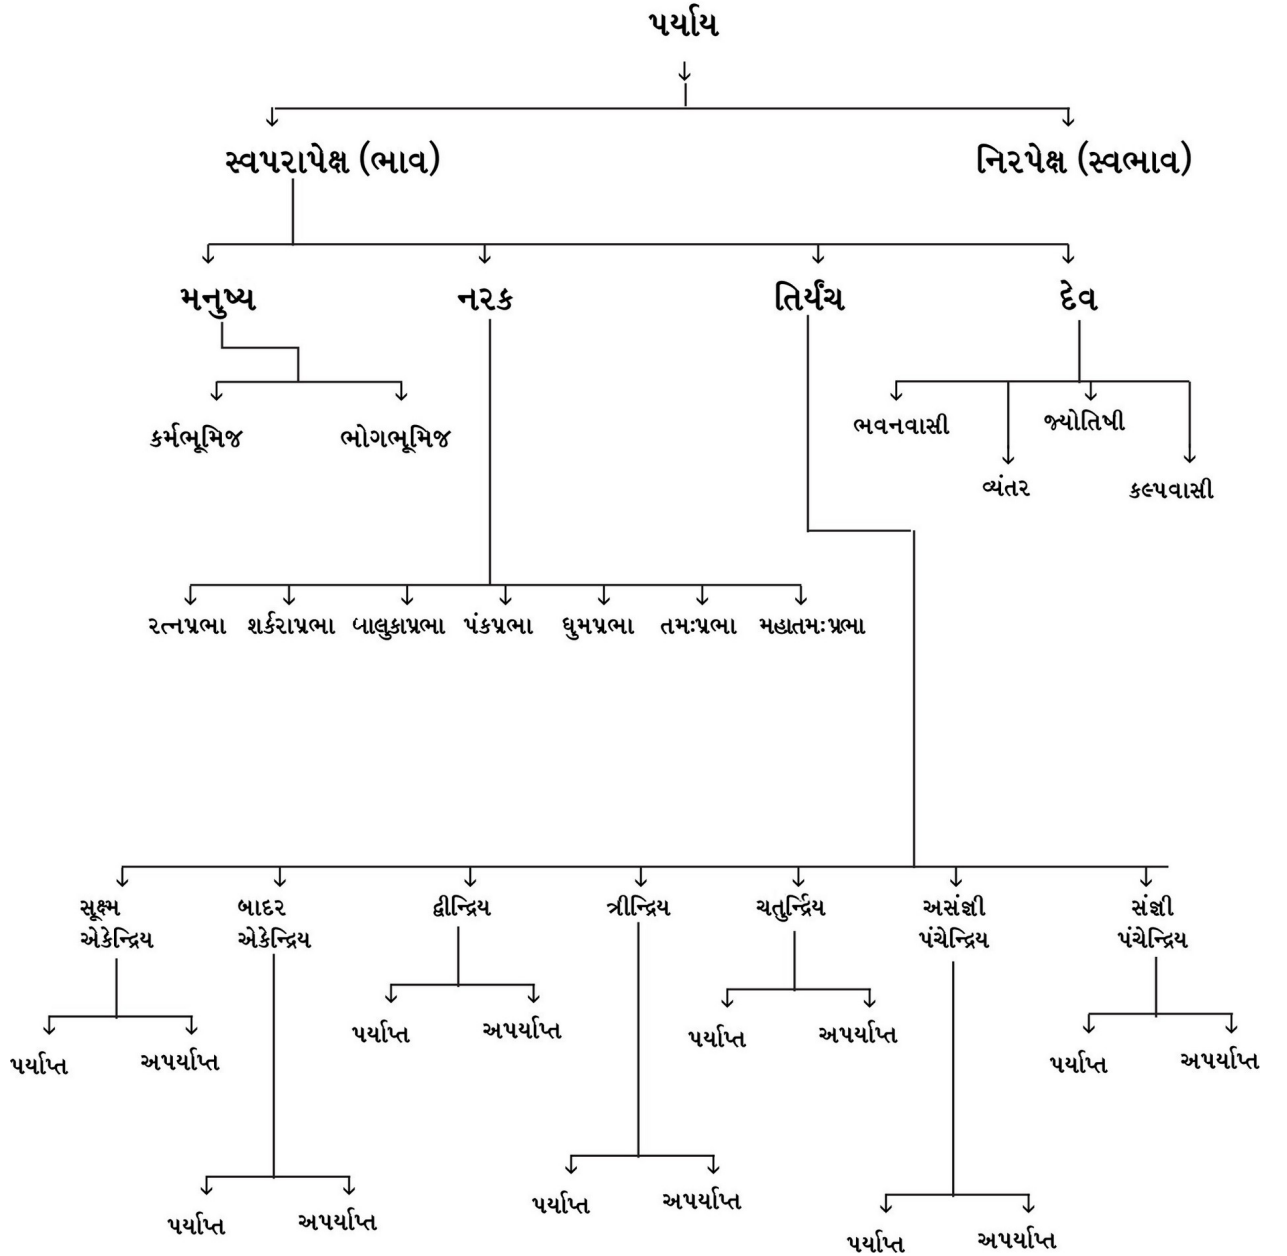 પર્યાય
સ્વપરાપેક્ષ (ભાવ)
નિરપેક્ષ (સ્વભાવ)
મનુષ્ય
નરક
તિર્યંચ
દેવ
કર્મભૂમિજ
ભોગભૂમિજ
ભવનવાસી
જ્યોતિષી
વ્યંતર
કલ્પવાસી
રત્નપ્રભા
શર્કરાપ્રભા
બાલુકાપ્રભા
પંકપ્રભા
ધુમપ્રભા
તમઃપ્રભા
મહાતમઃપ્રભા
સૂક્ષ્મ
એકેન્દ્રિય
બાદર
એકેન્દ્રિય
દ્વીન્દ્રિય
ત્રીન્દ્રિય
ચતુર્ન્દ્રિય
અસંજ્ઞી
પંચેન્દ્રિય
સંજ્ઞી
પંચેન્દ્રિય
પર્યાપ્ત
અપર્યાપ્ત
પર્યાપ્ત
અપર્યાપ્ત
પર્યાપ્ત
અપર્યાપ્ત
પર્યાપ્ત
અપર્યાપ્ત
પર્યાપ્ત
અપર્યાપ્ત
પર્યાપ્ત
અપર્યાપ્ત
પર્યાપ્ત
અપર્યાપ્ત